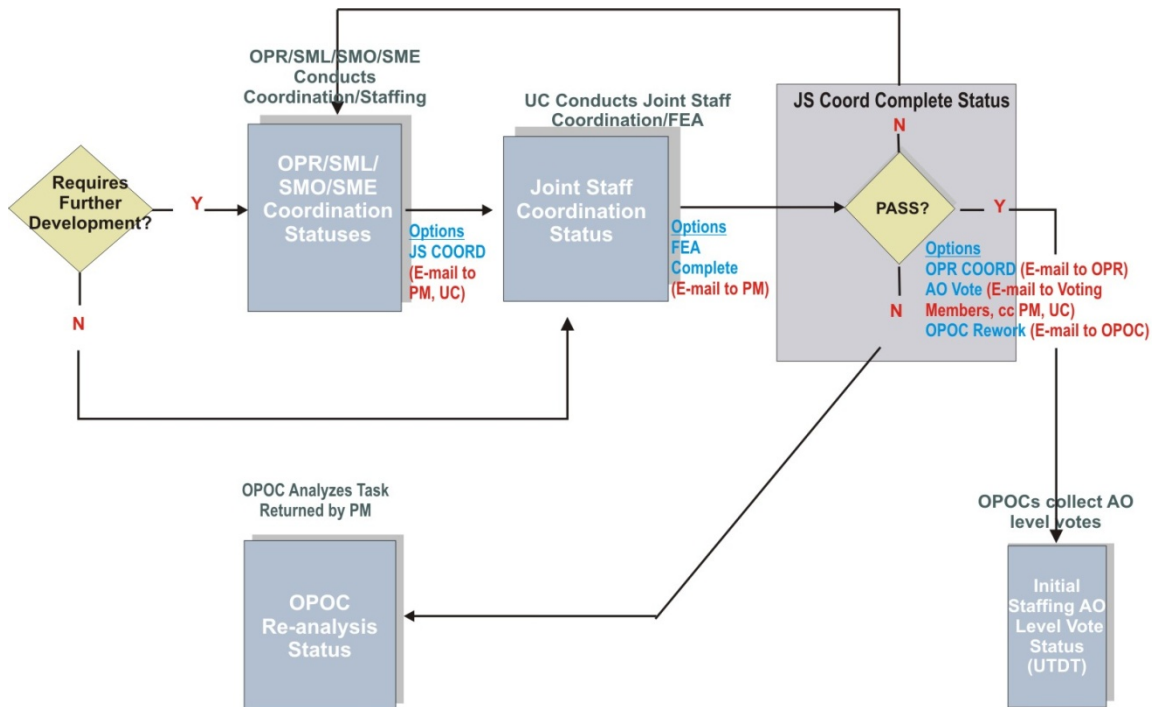 OPR/SML/SMO/SME
Conducts
Coordination/Staffing
UC Conducts Joint Staff
Coordination/FEA
JS Coord Complete Status
N
Requires
Further
Development?
Y
OPR/SML/
SMO/SME
Coordination
Statuses
Options
JS COORD
(E-mail to
PM, UC)
Joint Staff
Coordination
Status
Options
FEA
Complete
(E-mail to PM)
PASS?
Y
Options
OPR COORD (E-mail to OPR)
AO Vote (E-mail to Voting
Members, cc PM, UC)
OPOC Rework (E-mail to OPOC)
N
N
OPOC Analyzes Task
Returned by PM
OPOC
Re-analysis
Status
OPOCs collect AO
level votes
Initial
Staffing AO
Level Vote
Status
(UTDT)